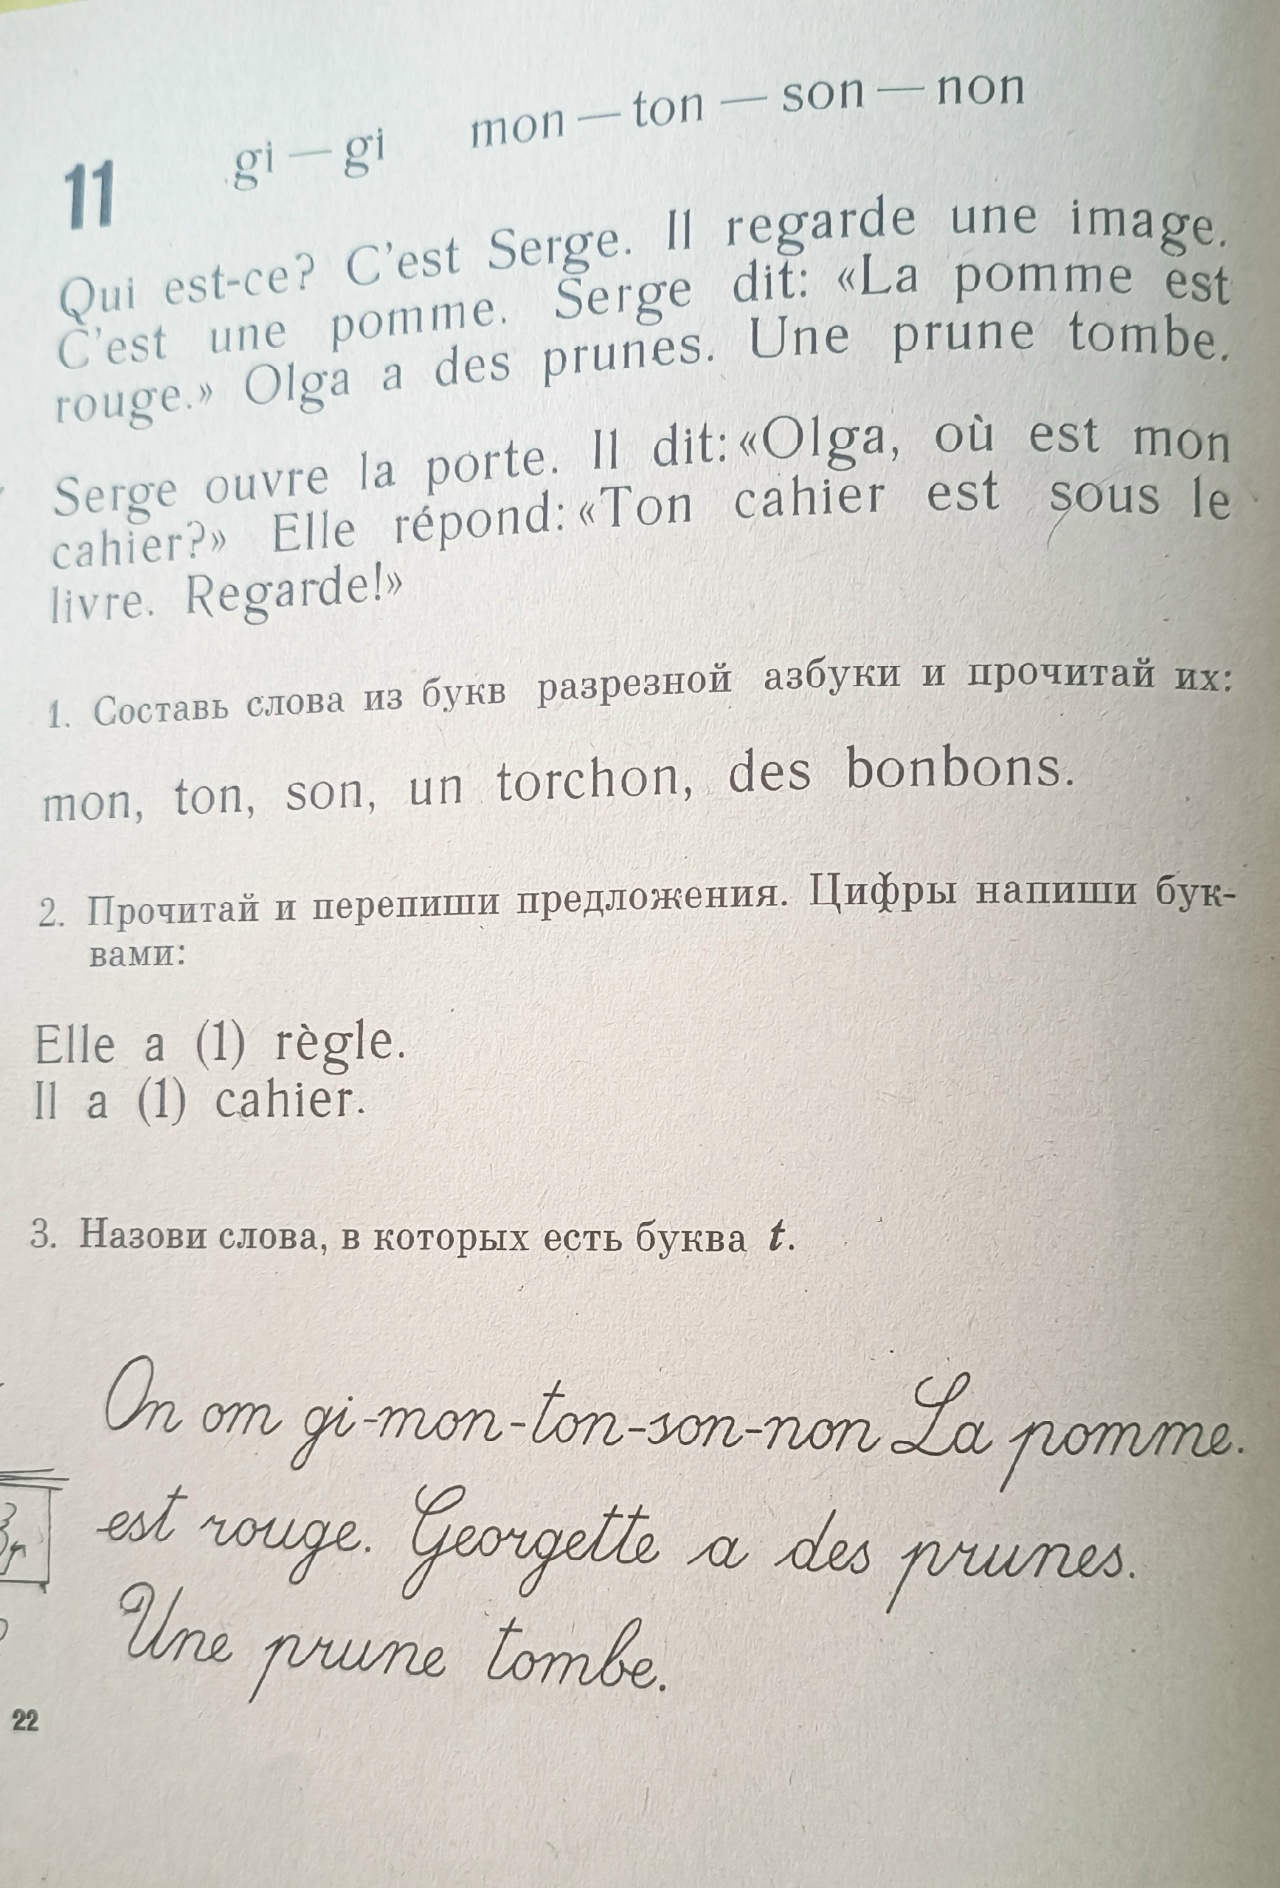 11 gi — gi mon — ton — son — non
Qui est-ce? C'est Serge. Il regarde une image.
C'est une pomme. Serge dit: «La pomme est
rouge.» Olga a des prunes. Une prune tombe.
Serge ouvre la porte. Il dit: «Olga, où est mon
cahier?» Elle répond: «Ton cahier est sous le
livre. Regarde!»
1. Составь слова из букв разрезной азбуки и прочитай их:
mon, ton, son, un torchon, des bonbons.
2. Прочитай и перепиши предложения. Цифры напиши бук-
вами:
Elle a (1) règle.
Il a (1) cahier.
3. Назови слова, в которых есть буква t.
On om gi-mon-ton-son-non La pomme.
est rouge. Georgette a des prunes.
Une prune tombe.
22